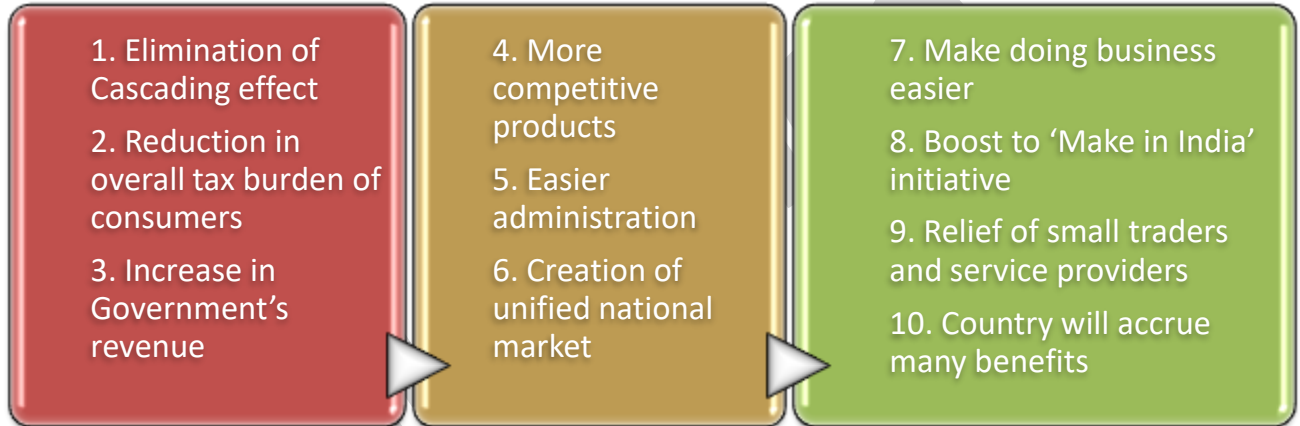 1. Elimination of
Cascading effect
2. Reduction in
overall tax burden of
consumers
3. Increase in
Government’s
revenue
4. More
competitive
products
5. Easier
administration
6. Creation of
unified national
market
7. Make doing business
easier
8. Boost to ‘Make in India’
initiative
9. Relief of small traders
and service providers
10. Country will accrue
many benefits